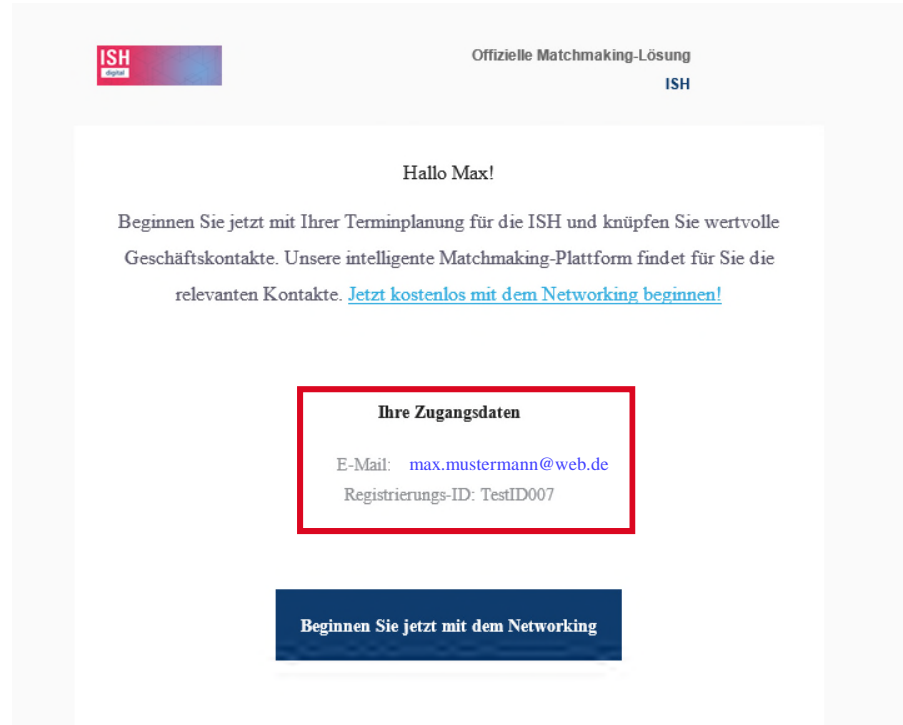 ISH
digital
Offizielle Matchmaking-Lösung
ISH
Hallo Max!
Beginnen Sie jetzt mit Ihrer Terminplanung für die ISH und knüpfen Sie wertvolle
Geschäftskontakte. Unsere intelligente Matchmaking-Plattform findet für Sie die
relevanten Kontakte. Jetzt kostenlos mit dem Networking beginnen!
Ihre Zugangsdaten
E-Mail: max.mustermann@web.de
Registrierungs-ID: TestID007
Beginnen Sie jetzt mit dem Networking